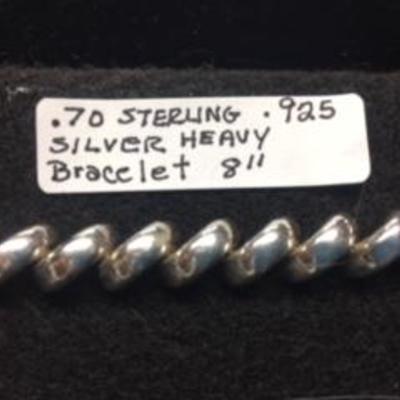 .70 STERLING .925
SILVER HEAVY
Bracelet 8"